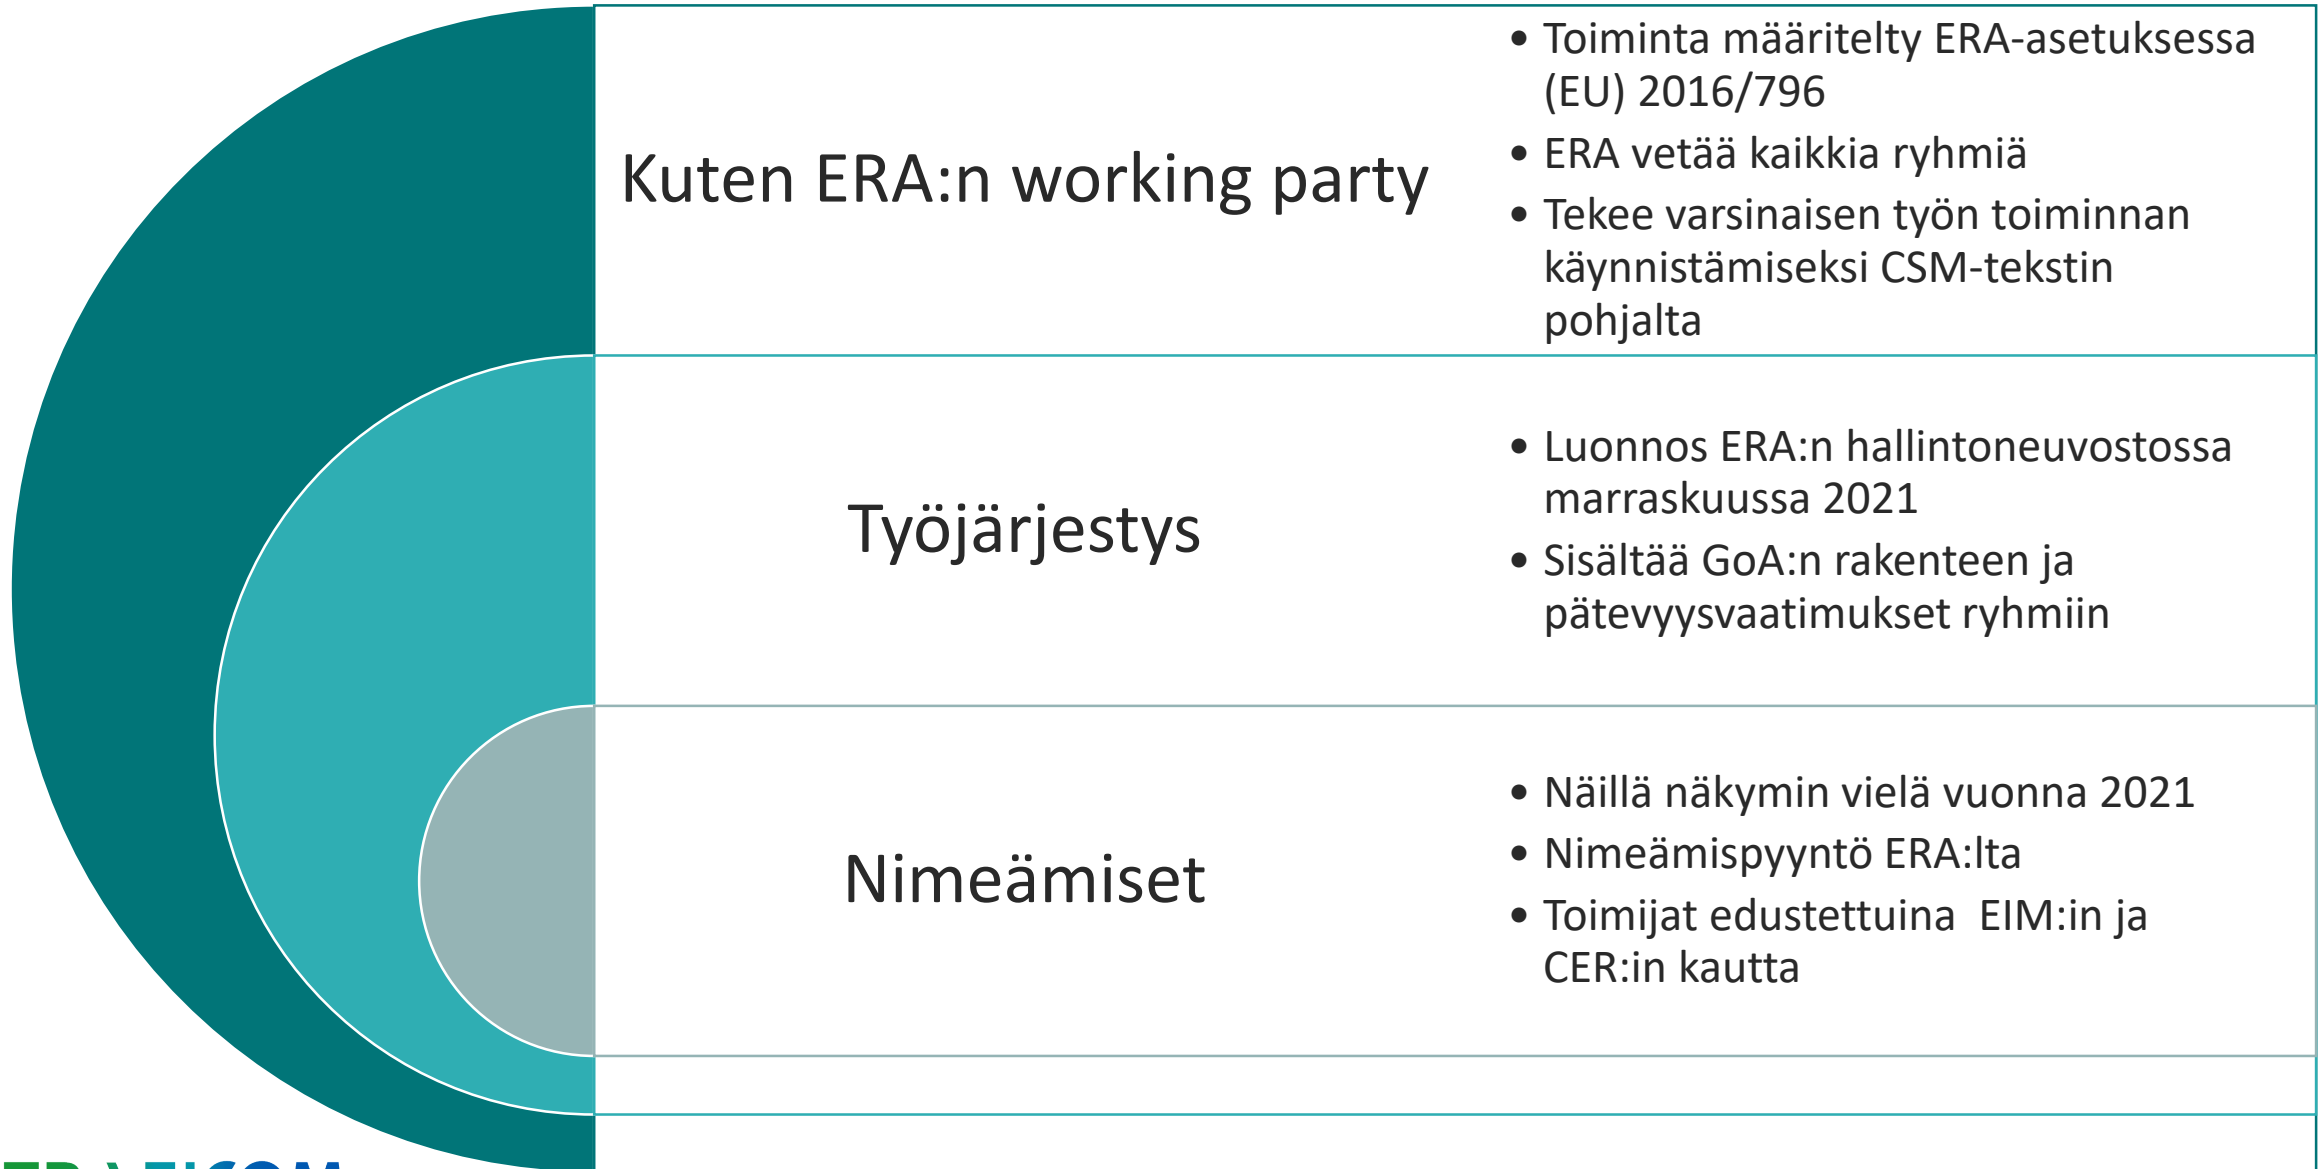 Kuten ERA:n working party
• Toiminta määritelty ERA-asetuksessa
(EU) 2016/796
• ERA vetää kaikkia ryhmiä
• Tekee varsinaisen työn toiminnan
käynnistämiseksi CSM-tekstin
pohjalta
Työjärjestys
• Luonnos ERA:n hallintoneuvostossa
marraskuussa 2021
• Sisältää GoA:n rakenteen ja
pätevyysvaatimukset ryhmiin
Nimeämiset
• Näillä näkymin vielä vuonna 2021
• Nimeämispyyntö ERA:lta
• Toimijat edustettuina EIM:in ja
CER:in kautta
TRAFICOM